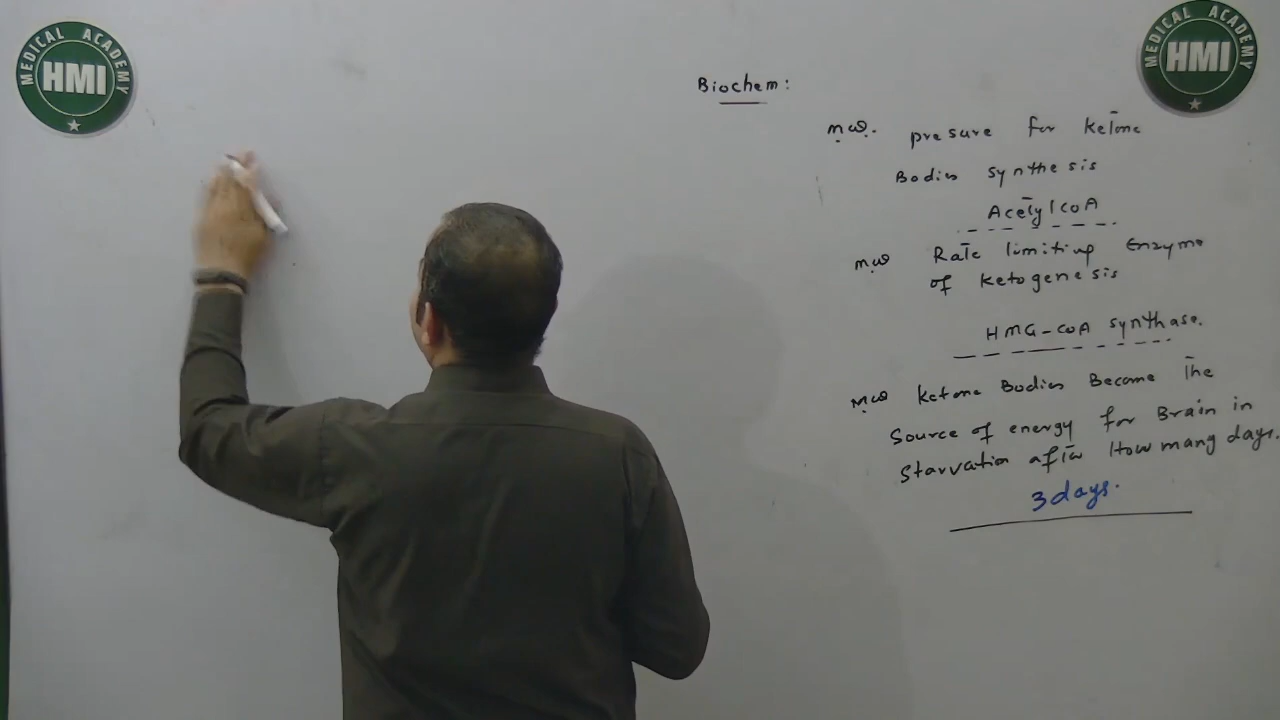 MEDICAL ACADEMY
HMI
MEDICAL ACADEMY
HMI
Biochem:
mcq. presure for ketone
Bodies synthesis
Acetyl CoA
mcq Rate limiting Enzyme
of ketogenesis
HMG-CoA synthase.
mcq ketone Bodies Become The
Source of energy for Brain in
Starvation after How many days.
3 days.